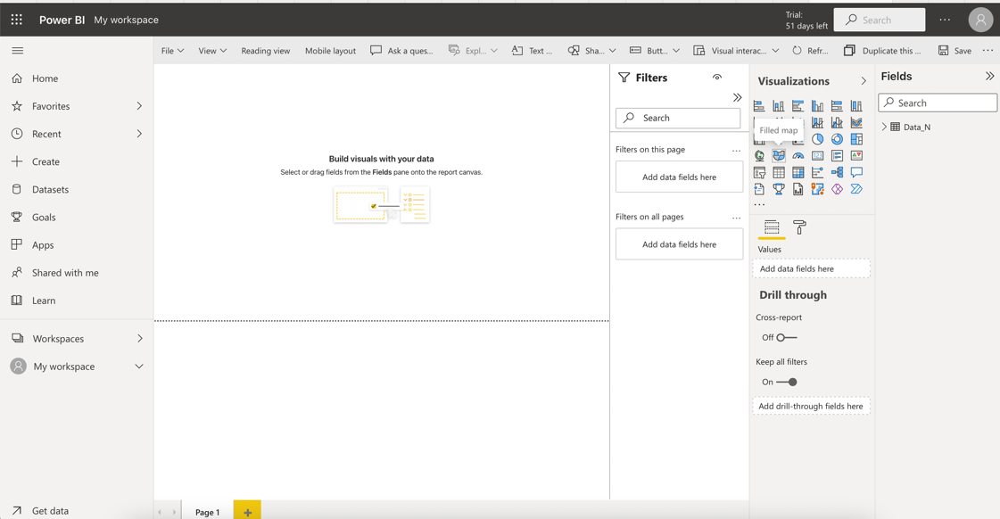 Power BI My workspace
Trial:
51 days left
Search
File View Reading view Mobile layout Ask a ques... Expl... Text ... Sha... Butt... Visual interac... Refr... Duplicate this ... Save
Home
Favorites
Recent
Create
Datasets
Goals
Apps
Shared with me
Learn
Workspaces
My workspace
Get data
Build visuals with your data
Select or drag fields from the Fields pane onto the report canvas.
Page 1
Filters
Search
Filters on this page
Add data fields here
Filters on all pages
Add data fields here
Visualizations
Filled map
123
Values
Add data fields here
Drill through
Cross-report
Off
Keep all filters
On
Add drill-through fields here
Fields
Search
Data_N